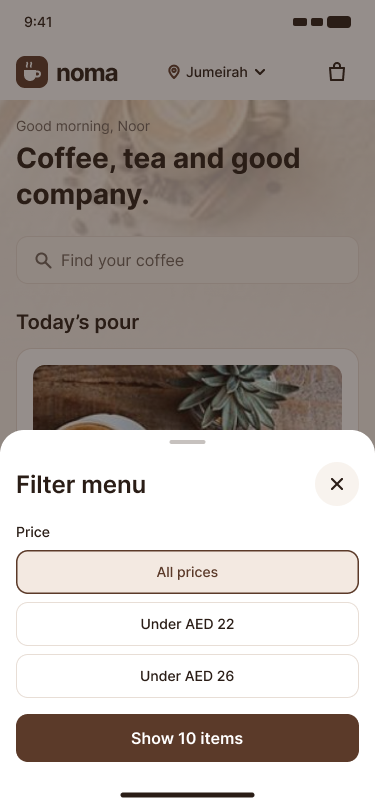 9:41
noma
Jumeirah
Good morning, Noor
Coffee, tea and good
company.
Find your coffee
Today’s pour
Filter menu
Price
All prices
Under AED 22
Under AED 26
Show 10 items